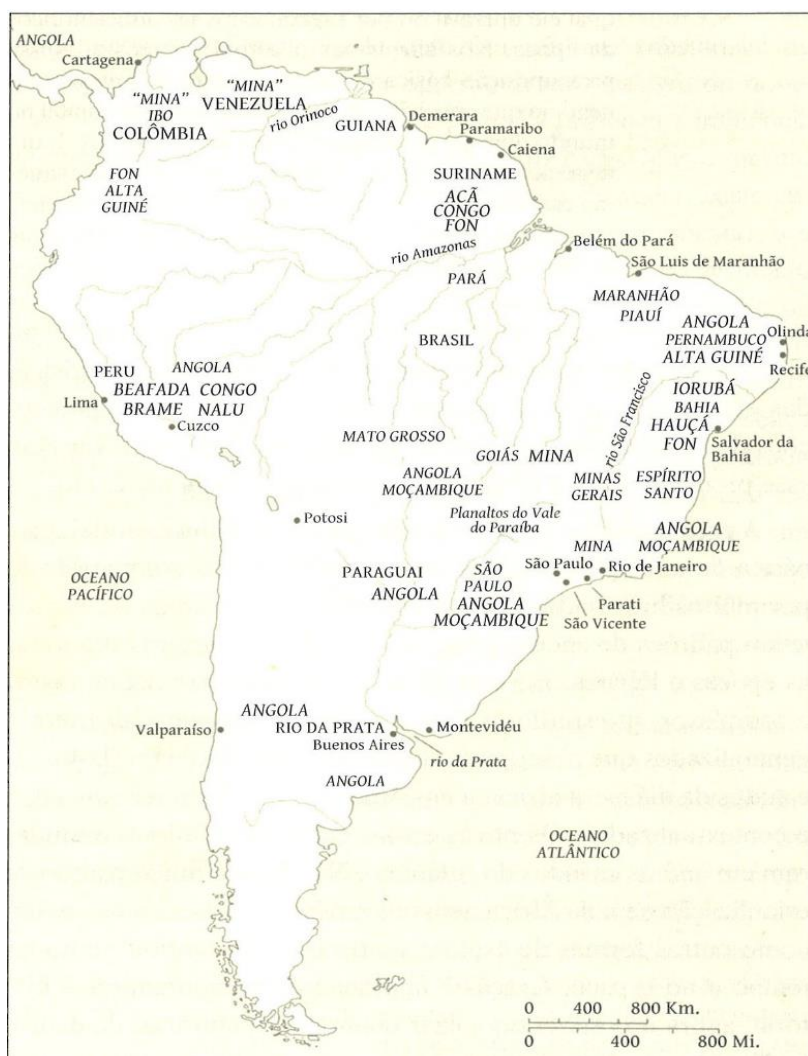 ANGOLA
Cartagena
"MINA"
IBO
COLÔMBIA
"MINA"
VENEZUELA
rio Orinoco
GUIANA
Demerara
Paramaribo
Caiena
FON
ALTA
GUINÉ
SURINAME
ACÃ
CONGO
FON
rio Amazonas
Belém do Pará
São Luis de Maranhão
PARÁ
MARANHÃO
PIAUÍ
BRASIL
ANGOLA
PERNAMBUCO
ALTA GUINÉ
Olinda
Recife
PERU
ANGOLA
BEAFADA CONGO
BRAME NALU
Lima
Cuzco
rio São Francisco
IORUBÁ
BAHIA
HAUÇÁ
FON
Salvador da
Bahia
MATO GROSSO
GOIÁS MINA
ANGOLA
MOÇAMBIQUE
MINAS
GERAIS
ESPÍRITO
SANTO
Potosi
Planaltos do Vale
do Paraíba
MINA
ANGOLA
MOÇAMBIQUE
OCEANO
PACÍFICO
PARAGUAI
ANGOLA
SÃO
PAULO
ANGOLA
MOÇAMBIQUE
São Paulo
Rio de Janeiro
Parati
São Vicente
Valparaíso
ANGOLA
RIO DA PRATA
Buenos Aires
Montevidéu
rio da Prata
ANGOLA
OCEANO
ATLÂNTICO
0 400 800 Km.
0 400 800 Mi.